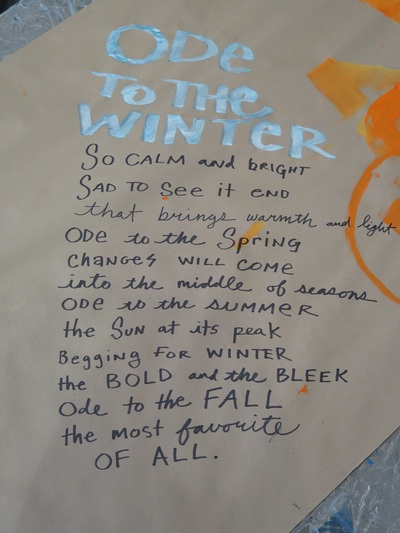 ODe
TO THe
WINTER
So CALM and bRIGHT
SAD TO See it END
that brings warmth and light
ODE to the Spring
CHANGES WILL COME
into the middle of seasons
ODE to the SUMMER
the SUN at its peak
Begging FOR WINTER
the BOLD and the BLEEK
Ode to the FALL
the most favorite
OF ALL.